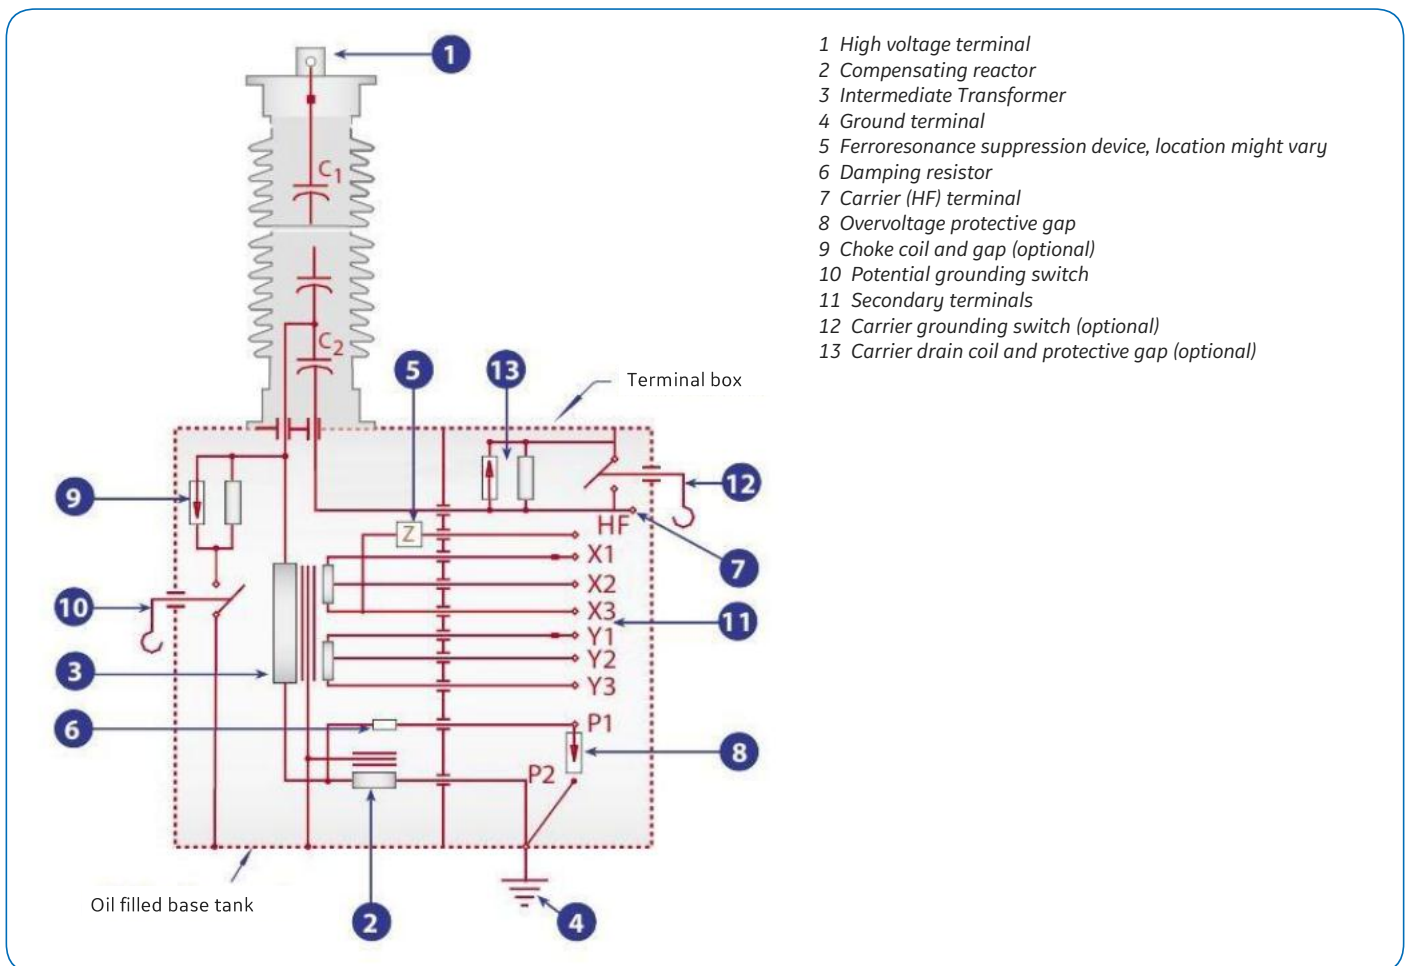 1
1 High voltage terminal
2 Compensating reactor
3 Intermediate Transformer
4 Ground terminal
5 Ferroresonance suppression device, location might vary
6 Damping resistor
7 Carrier (HF) terminal
8 Overvoltage protective gap
9 Choke coil and gap (optional)
10 Potential grounding switch
11 Secondary terminals
12 Carrier grounding switch (optional)
13 Carrier drain coil and protective gap (optional)
C1
C2
5
13
Terminal box
9
12
HF
Z
X1
7
X2
10
X3
11
Y1
Y2
3
Y3
6
P1
8
P2
2
4
Oil filled base tank